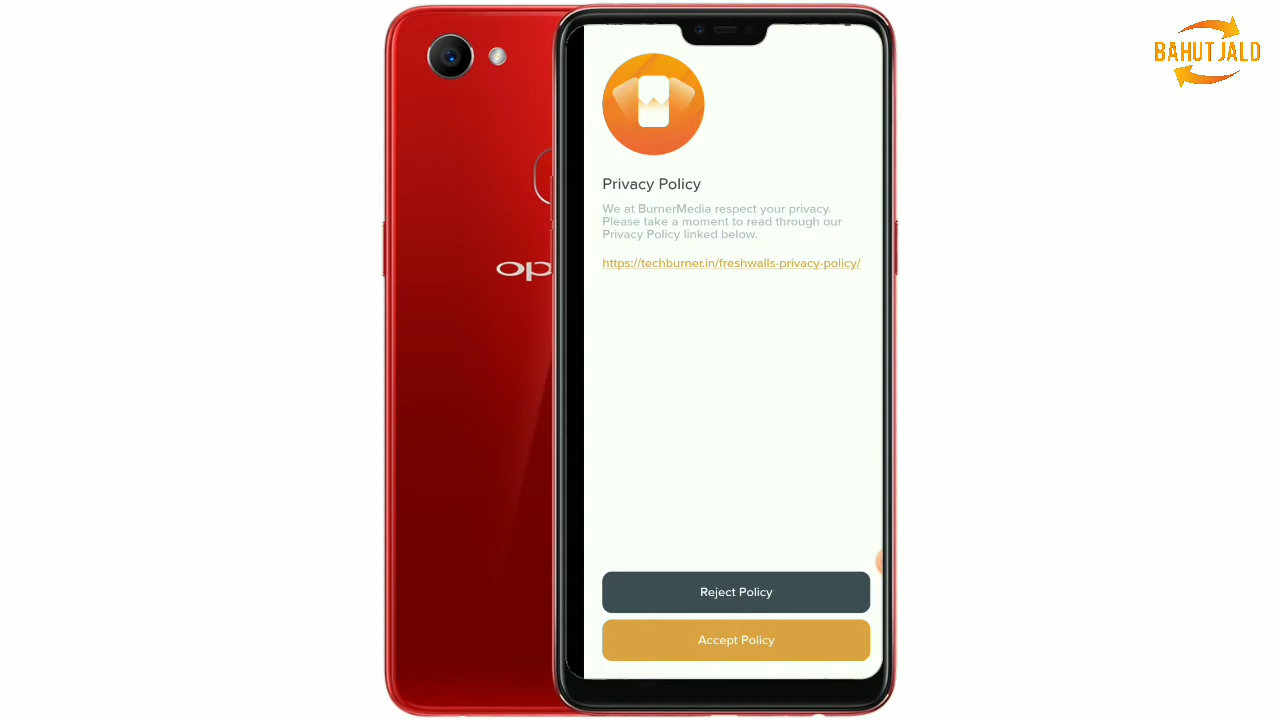 BAHUT JALD
oppo
Privacy Policy
We at BurnerMedia respect your privacy.
Please take a moment to read through our
Privacy Policy linked below.
https://techburner.in/freshwalls-privacy-policy/
Reject Policy
Accept Policy